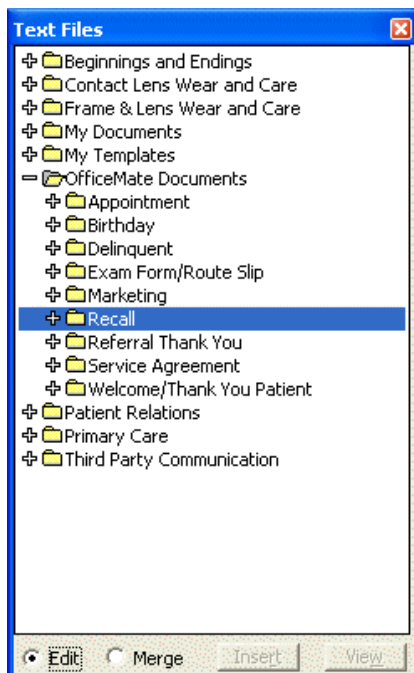 Text Files
Beginnings and Endings
Contact Lens Wear and Care
Frame & Lens Wear and Care
My Documents
My Templates
OfficeMate Documents
Appointment
Birthday
Delinquent
Exam Form/Route Slip
Marketing
Recall
Referral Thank You
Service Agreement
Welcome/Thank You Patient
Patient Relations
Primary Care
Third Party Communication
Edit Merge Insert View